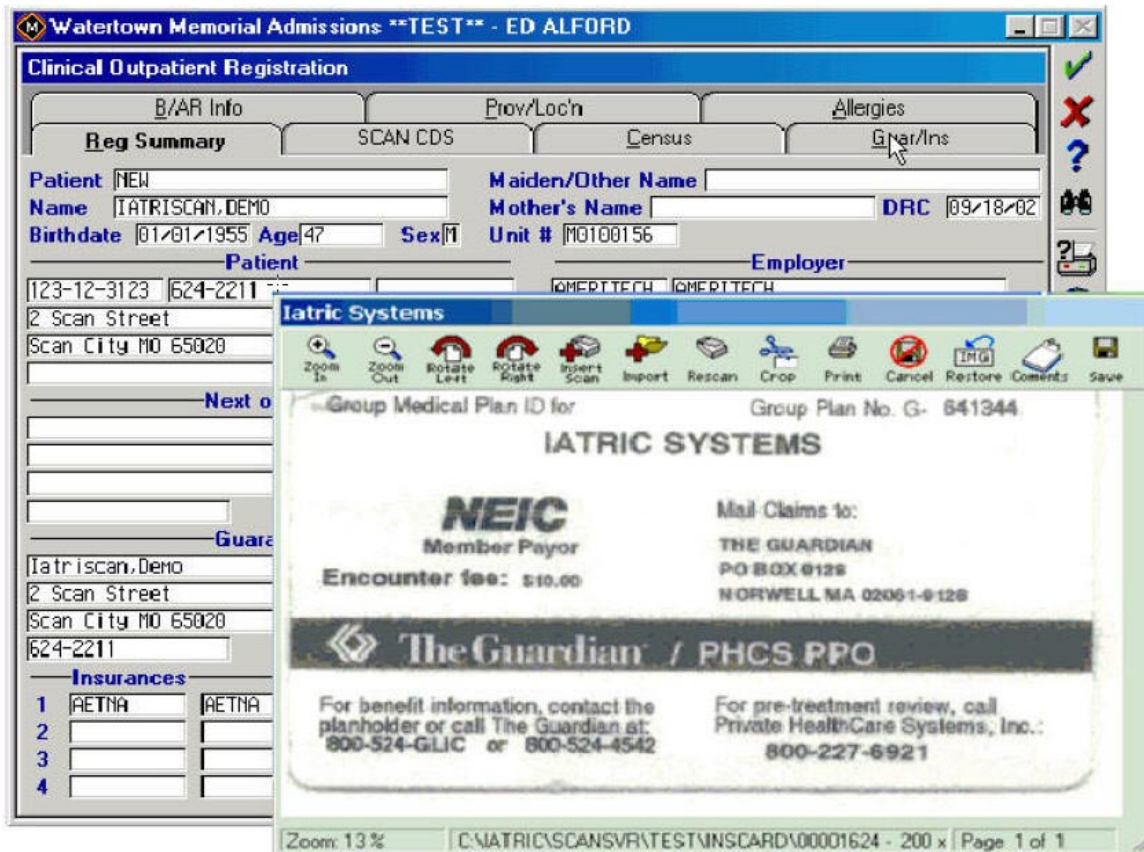 Watertown Memorial Admissions **TEST** - ED ALFORD
Clinical Outpatient Registration
B/AR Info Prov/Loc'n Allergies
Reg Summary SCAN CDS Census Guar/Ins
Patient NEW Maiden/Other Name
Name IATRISCAN,DEMO Mother's Name DRC 09/18/02
Birthdate 01/01/1955 Age 47 Sex M Unit # M0100156
Patient Employer
123-12-3123 624-2211 AMERITECH AMERITECH
2 Scan Street
Scan City MO 65020
Next o
Guara
Iatriscan,Demo
2 Scan Street
Scan City MO 65020
624-2211
Insurances
1 AETNA AETNA
2
3
4
Iatric Systems
Zoom In Zoom Out Rotate Left Rotate Right Insert Scan Import Rescan Crop Print Cancel IMG Restore Coments Save
Group Medical Plan ID for Group Plan No. G- 641344
IATRIC SYSTEMS
NEIC
Member Payor
Encounter fee: $10.00
Mail Claims to:
THE GUARDIAN
PO BOX 9128
NORWELL MA 02061-9128
The Guardian / PHCS PPO
For benefit information, contact the
planholder or call The Guardian at:
800-524-GLIC or 800-524-4542
For pre-treatment review, call
Private HealthCare Systems, Inc.:
800-227-6921
Zoom: 13% C:\IATRIC\SCANSVR\TEST\INSCARD\00001624 - 200 x Page 1 of 1